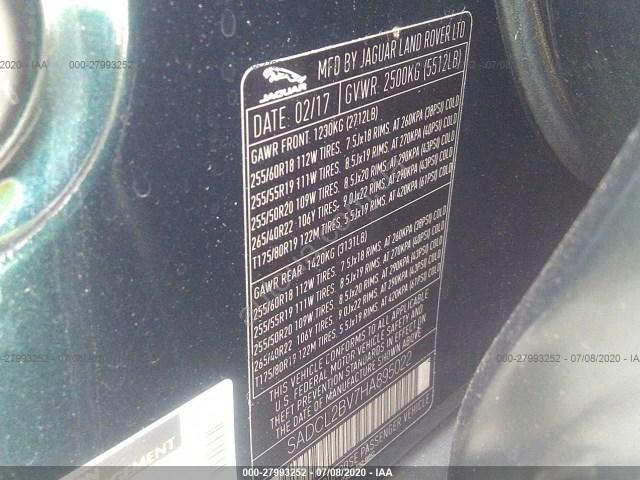 000-27993252 - 07/08/2020 - IAA
7/08/2020 - IAA
000-27993252 - 07/08/2020
JAGUAR
MFD BY JAGUAR LAND ROVER LTD
DATE: 02/17 GVWR: 2500KG (5512LB)
GAWR FRONT: 1230KG (2712LB)
255/60R18 112W TIRES. 7.5Jx18 RIMS. AT 260KPA (38PSI) COLD
255/55R19 111W TIRES. 8.5Jx19 RIMS. AT 270KPA (40PSI) COLD
255/50R20 109W TIRES. 8.5Jx20 RIMS. AT 290KPA (43PSI) COLD
265/40R22 106Y TIRES. 9.0Jx22 RIMS. AT 290KPA (43PSI) COLD
T175/80R19 122M TIRES. 5.5Jx19 RIMS. AT 420KPA (61PSI) COLD
GAWR REAR: 1420KG (3131LB)
255/60R18 112W TIRES. 7.5Jx18 RIMS. AT 260KPA (38PSI) COLD
255/55R19 111W TIRES. 8.5Jx19 RIMS. AT 270KPA (40PSI) COLD
255/50R20 109W TIRES. 8.5Jx20 RIMS. AT 290KPA (43PSI) COLD
265/40R22 106Y TIRES. 9.0Jx22 RIMS. AT 290KPA (43PSI) COLD
T175/80R19 122M TIRES. 5.5Jx19 RIMS. AT 420KPA (61PSI) COLD
THIS VEHICLE CONFORMS TO ALL APPLICABLE
U.S. FEDERAL MOTOR VEHICLE SAFETY AND
THEFT PREVENTION STANDARDS IN EFFECT ON
THE DATE OF MANUFACTURE SHOWN ABOVE.
SADCL2BV7HA895022
PASSENGER VEHICLE
EMENT
000-27993252 - 07/08/2020 - IAA